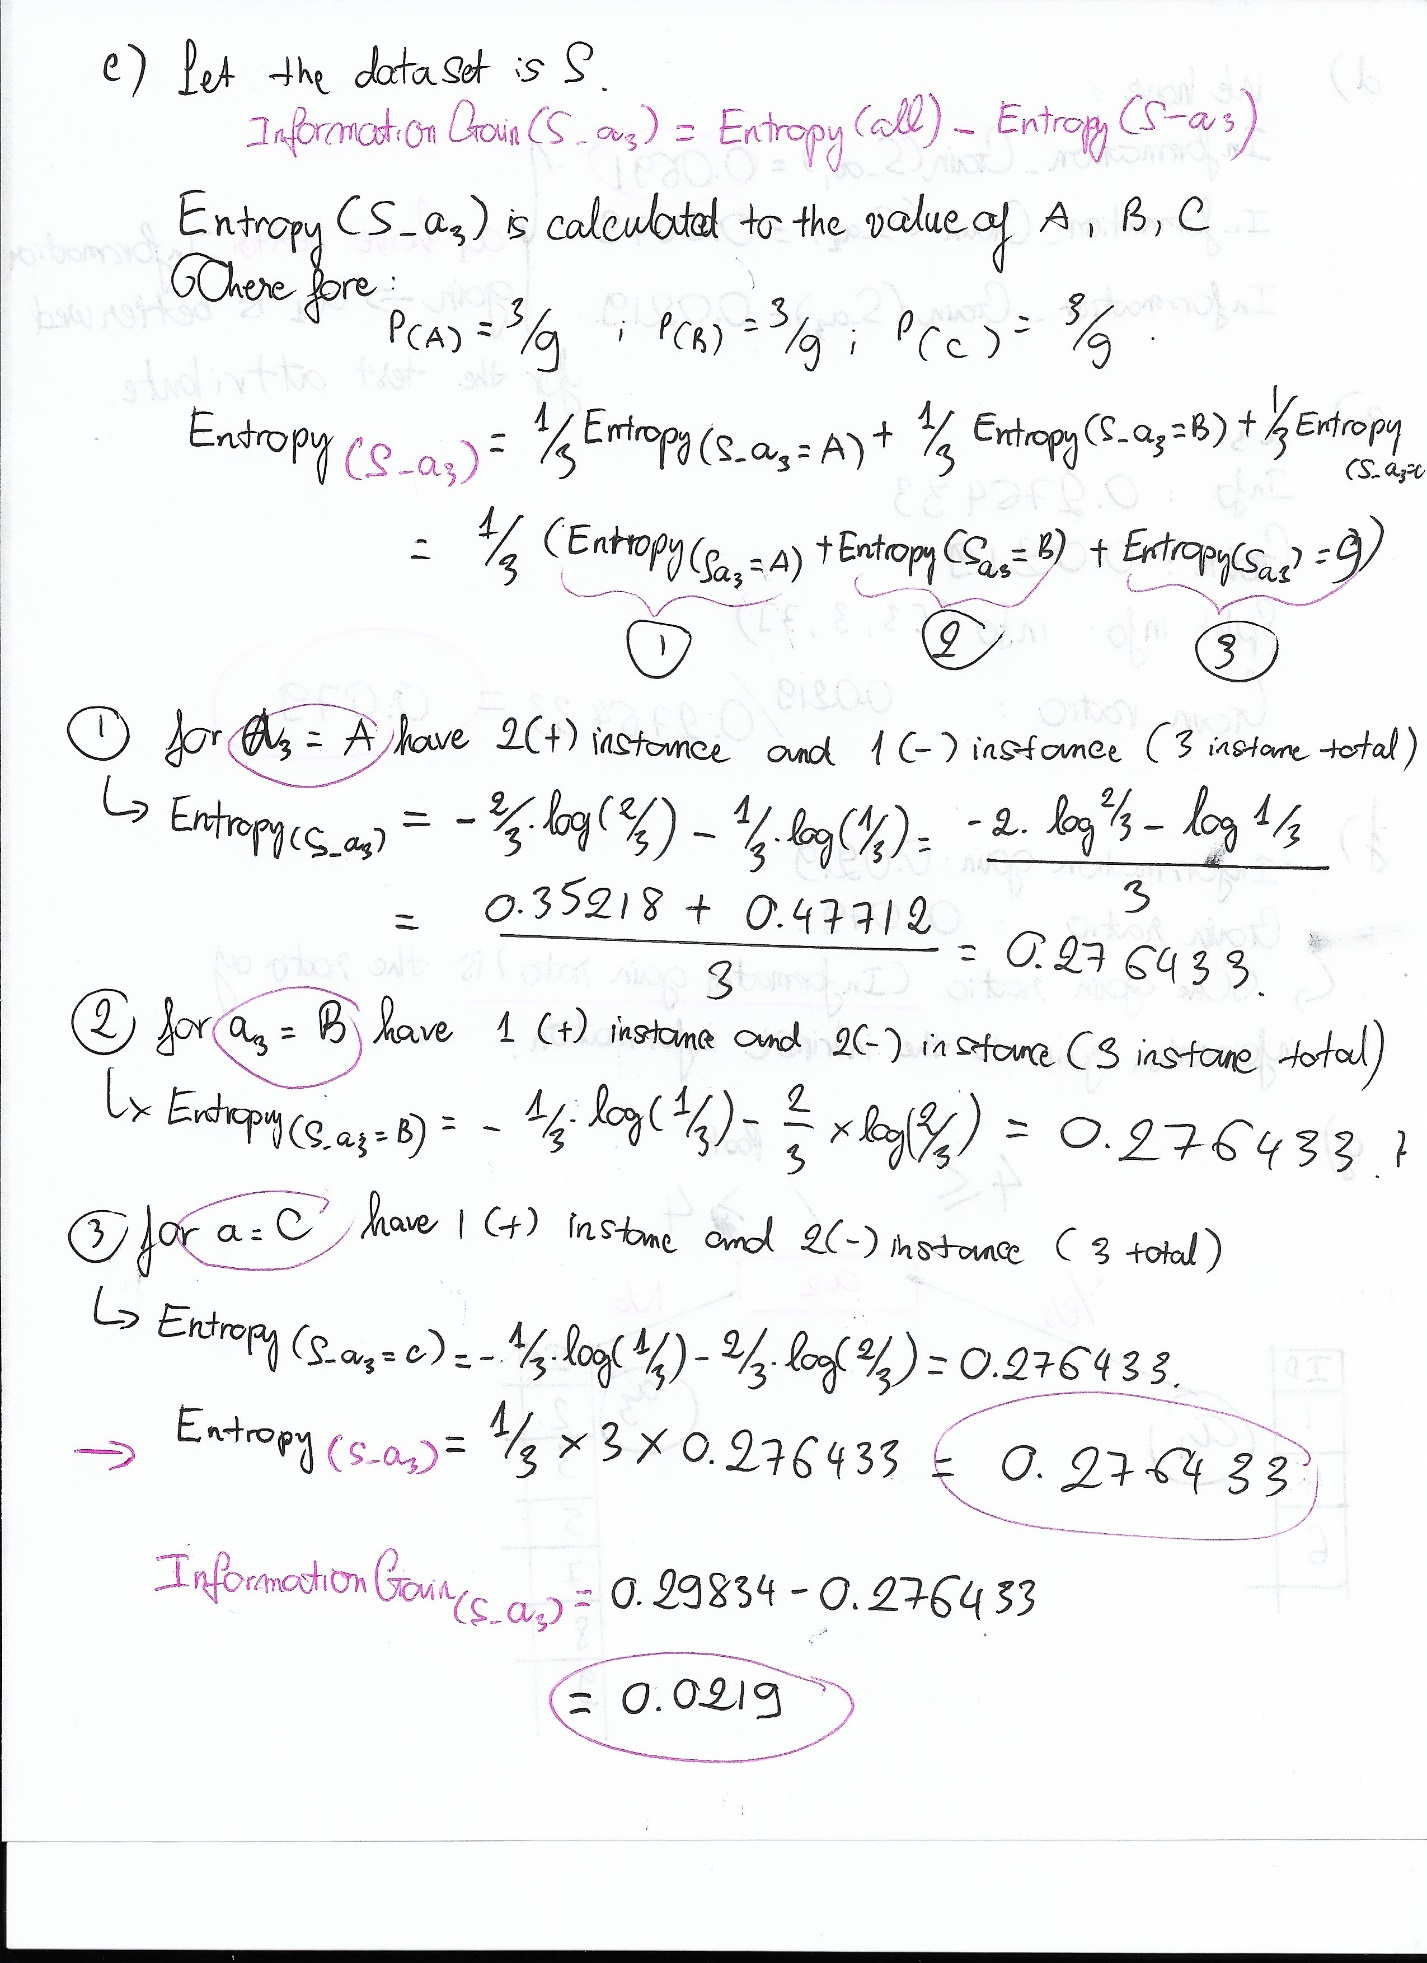 c) Let the dataset is S.
Information Gain (S_a₃) = Entropy (all) - Entropy (S-a₃)
Entropy (S_a₃) is calculated to the value of A, B, C
There fore:
P(A) = 3/9 ; P(B) = 3/9 ; P(C) = 3/9 .
Entropy (S_a₃) = 1/3 Entropy (S_a₃ = A) + 1/3 Entropy (S_a₃ = B) + 1/3 Entropy (S_a₃=C
= 1/3 (Entropy (Sa₃ = A) + Entropy (Sa₃ = B) + Entropy (Sa₃) = C)
① ② ③
① for a₃ = A have 2(+) instance and 1(-) instance (3 instane total)
↳ Entropy (S_a₃) = - 2/3. log(2/3) - 1/3. log(1/3) = (-2. log 2/3 - log 1/3) / 3
= (0.35218 + 0.47712) / 3 = 0.276433.
② for a₃ = B have 1 (+) instane and 2(-) instance (3 instane total)
↳ Entropy (S_a₃ = B) = - 1/3. log(1/3) - 2/3 × log(2/3) = 0.276433.
③ for a = C have 1 (+) instane and 2(-) instance (3 total)
↳ Entropy (S_a₃ = C) = - 1/3. log(1/3) - 2/3. log(2/3) = 0.276433.
→ Entropy (S_a₃) = 1/3 × 3 × 0.276433 = 0.276433
Information Gain (S_a₃) = 0.29834 - 0.276433
= 0.0219